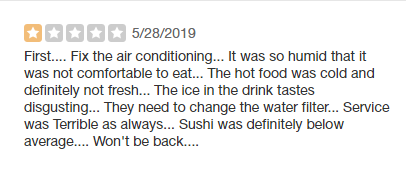 5/28/2019
First.... Fix the air conditioning... It was so humid that it
was not comfortable to eat... The hot food was cold and
definitely not fresh... The ice in the drink tastes
disgusting... They need to change the water filter... Service
was Terrible as always... Sushi was definitely below
average.... Won't be back....